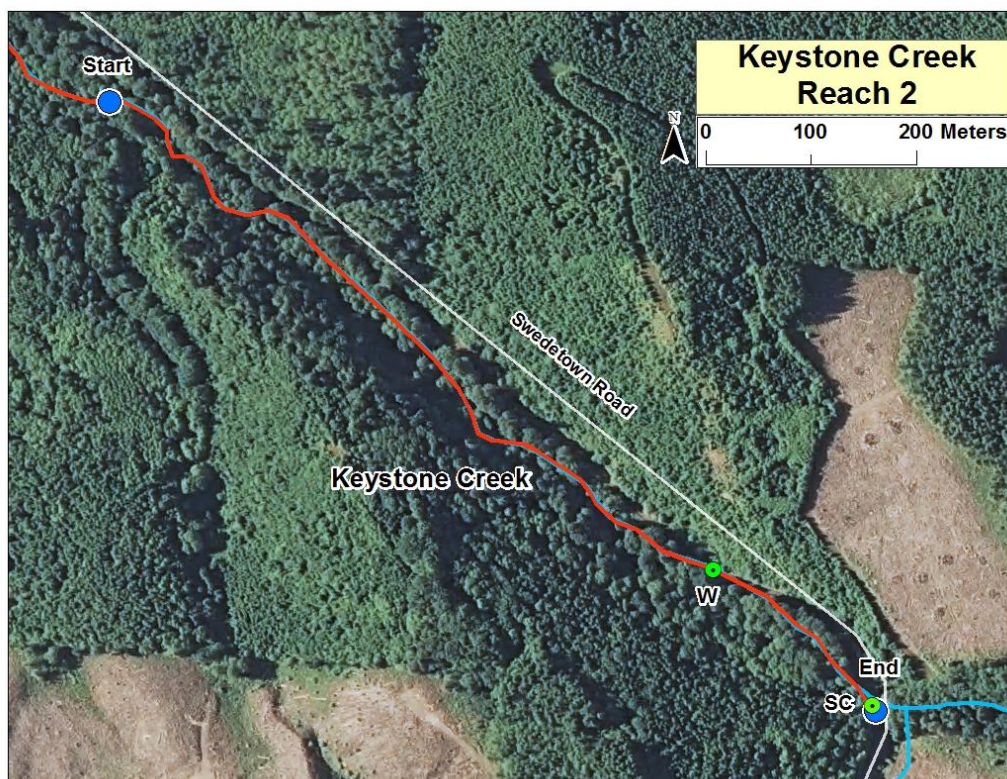 Start
Keystone Creek
Reach 2
N
0 100 200 Meters
Swedetown Road
Keystone Creek
W
End
SC